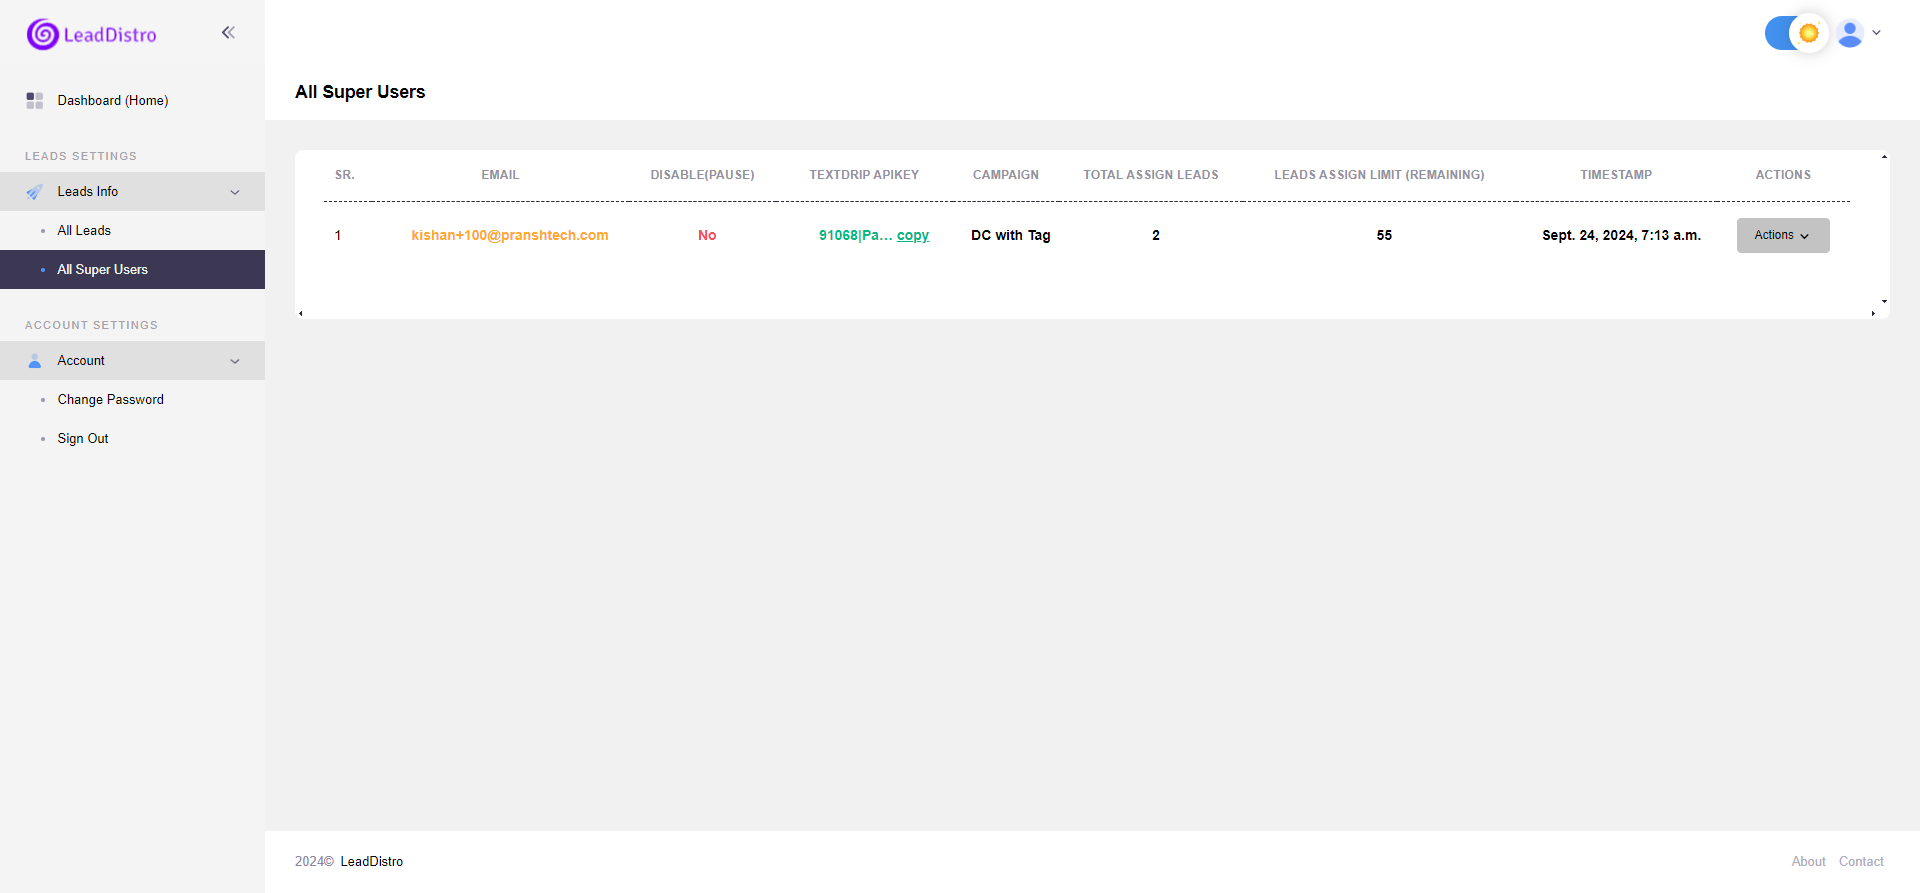 LeadDistro
Dashboard (Home)
LEADS SETTINGS
Leads Info
All Leads
All Super Users
ACCOUNT SETTINGS
Account
Change Password
Sign Out
All Super Users
SR. EMAIL DISABLE(PAUSE) TEXTDRIP APIKEY CAMPAIGN TOTAL ASSIGN LEADS LEADS ASSIGN LIMIT (REMAINING) TIMESTAMP ACTIONS
1 kishan+100@pranshtech.com No 91068|Pa... copy DC with Tag 2 55 Sept. 24, 2024, 7:13 a.m. Actions
2024© LeadDistro
About Contact